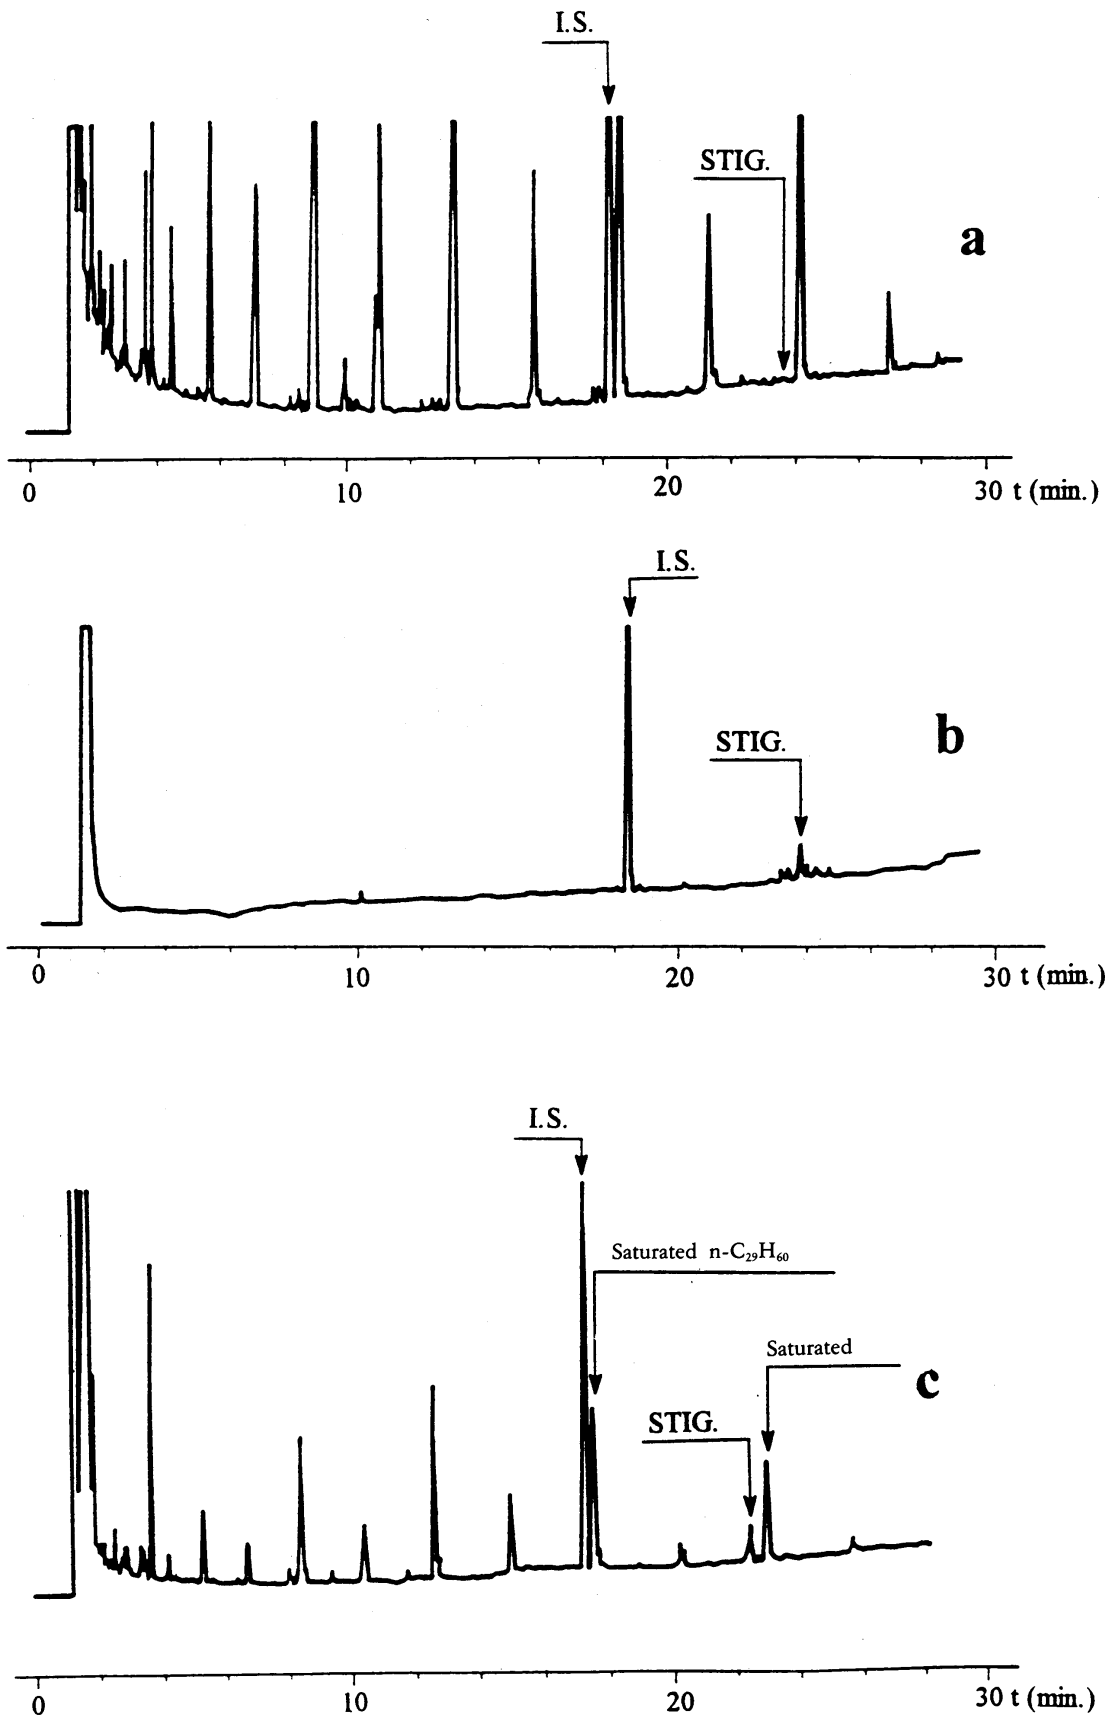 I.S.
STIG.
a
0 10 20 30 t (min.)
I.S.
STIG.
b
0 10 20 30 t (min.)
I.S.
Saturated n-C₂₉H₆₀
Saturated
STIG.
c
0 10 20 30 t (min.)